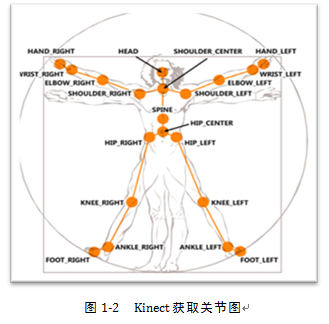 HAND_RIGHT HEAD SHOULDER_CENTER HAND_LEFT
WRIST_RIGHT WRIST_LEFT
ELBOW_RIGHT ELBOW_LEFT
SHOULDER_RIGHT SHOULDER_LEFT
SPINE
HIP_CENTER
HIP_RIGHT HIP_LEFT
KNEE_RIGHT KNEE_LEFT
ANKLE_RIGHT ANKLE_LEFT
FOOT_RIGHT FOOT_LEFT
图 1-2 Kinect 获取关节图